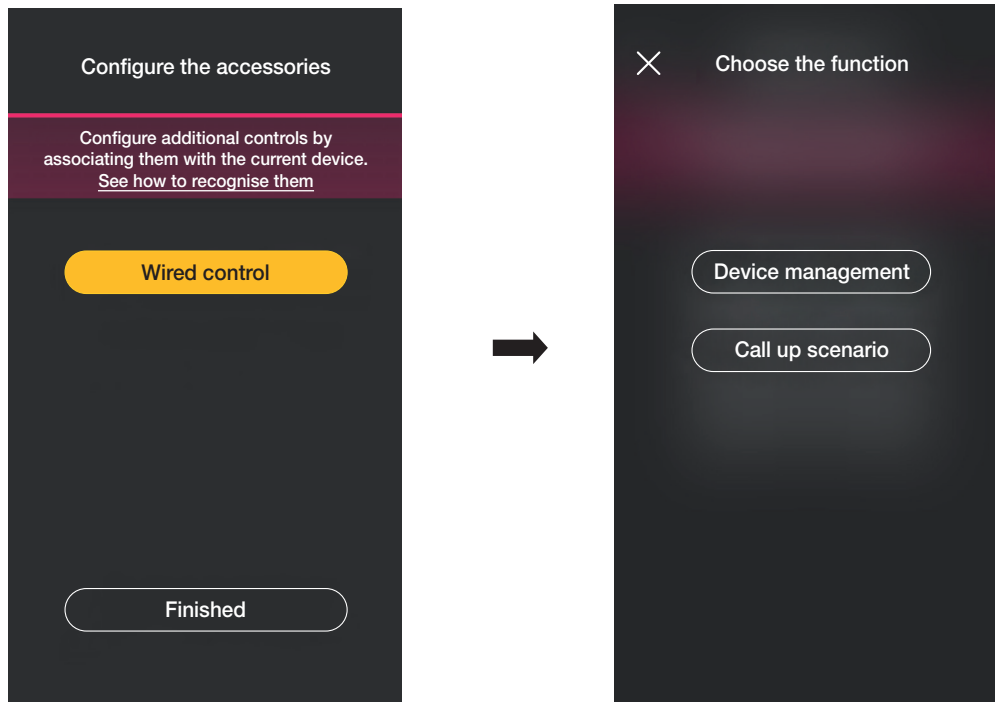 Configure the accessories
Configure additional controls by
associating them with the current device.
See how to recognise them
Wired control
Finished
Choose the function
Device management
Call up scenario